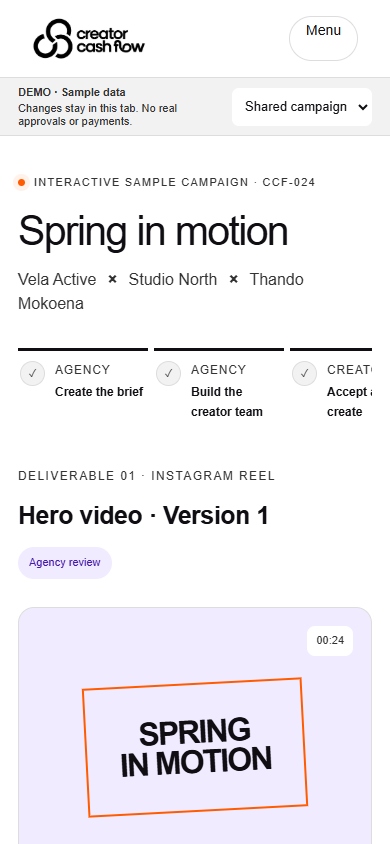 creator
cash flow
Menu
DEMO · Sample data
Changes stay in this tab. No real
approvals or payments.
Shared campaign
INTERACTIVE SAMPLE CAMPAIGN · CCF-024
Spring in motion
Vela Active × Studio North × Thando
Mokoena
✓ AGENCY
Create the brief
✓ AGENCY
Build the
creator team
✓
Accept
create
DELIVERABLE 01 · INSTAGRAM REEL
Hero video · Version 1
Agency review
00:24
SPRING
IN MOTION